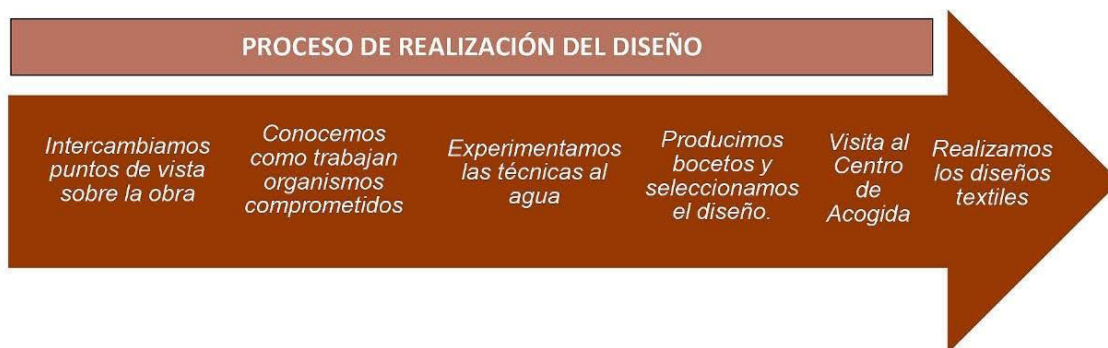 PROCESO DE REALIZACIÓN DEL DISEÑO
Intercambiamos
puntos de vista
sobre la obra
Conocemos
como trabajan
organismos
comprometidos
Experimentamos
las técnicas al
agua
Producimos
bocetos y
seleccionamos
el diseño.
Visita al
Centro
de
Acogida
Realizamos
los diseños
textiles